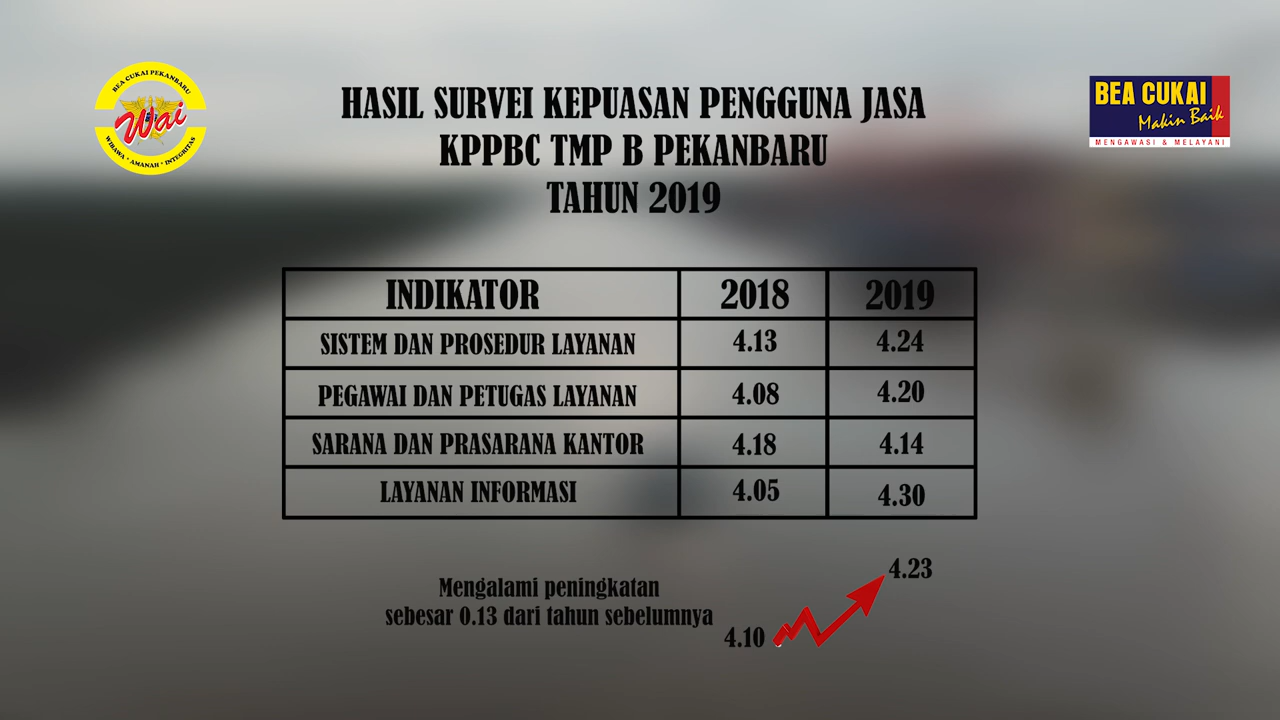 BEA CUKAI PEKANBARU
Wai
WIBAWA * AMANAH * INTEGRITAS
HASIL SURVEI KEPUASAN PENGGUNA JASA
KPPBC TMP B PEKANBARU
TAHUN 2019
BEA CUKAI
Makin Baik
MENGAWASI & MELAYANI
INDIKATOR 2018 2019
SISTEM DAN PROSEDUR LAYANAN 4.13 4.24
PEGAWAI DAN PETUGAS LAYANAN 4.08 4.20
SARANA DAN PRASARANA KANTOR 4.18 4.14
LAYANAN INFORMASI 4.05 4.30
Mengalami peningkatan
sebesar 0.13 dari tahun sebelumnya
4.10
4.23